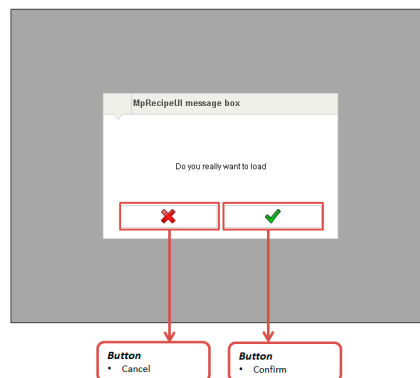 MpRecipeUI message box
Do you really want to load
Button
• Cancel
Button
• Confirm